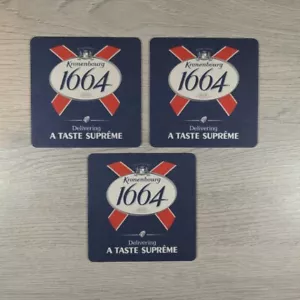 Kronenbourg
1664
Delivering
A TASTE SUPRÊME
Kronenbourg
1664
Delivering
A TASTE SUPRÊME
Kronenbourg
1664
Delivering
A TASTE SUPRÊME